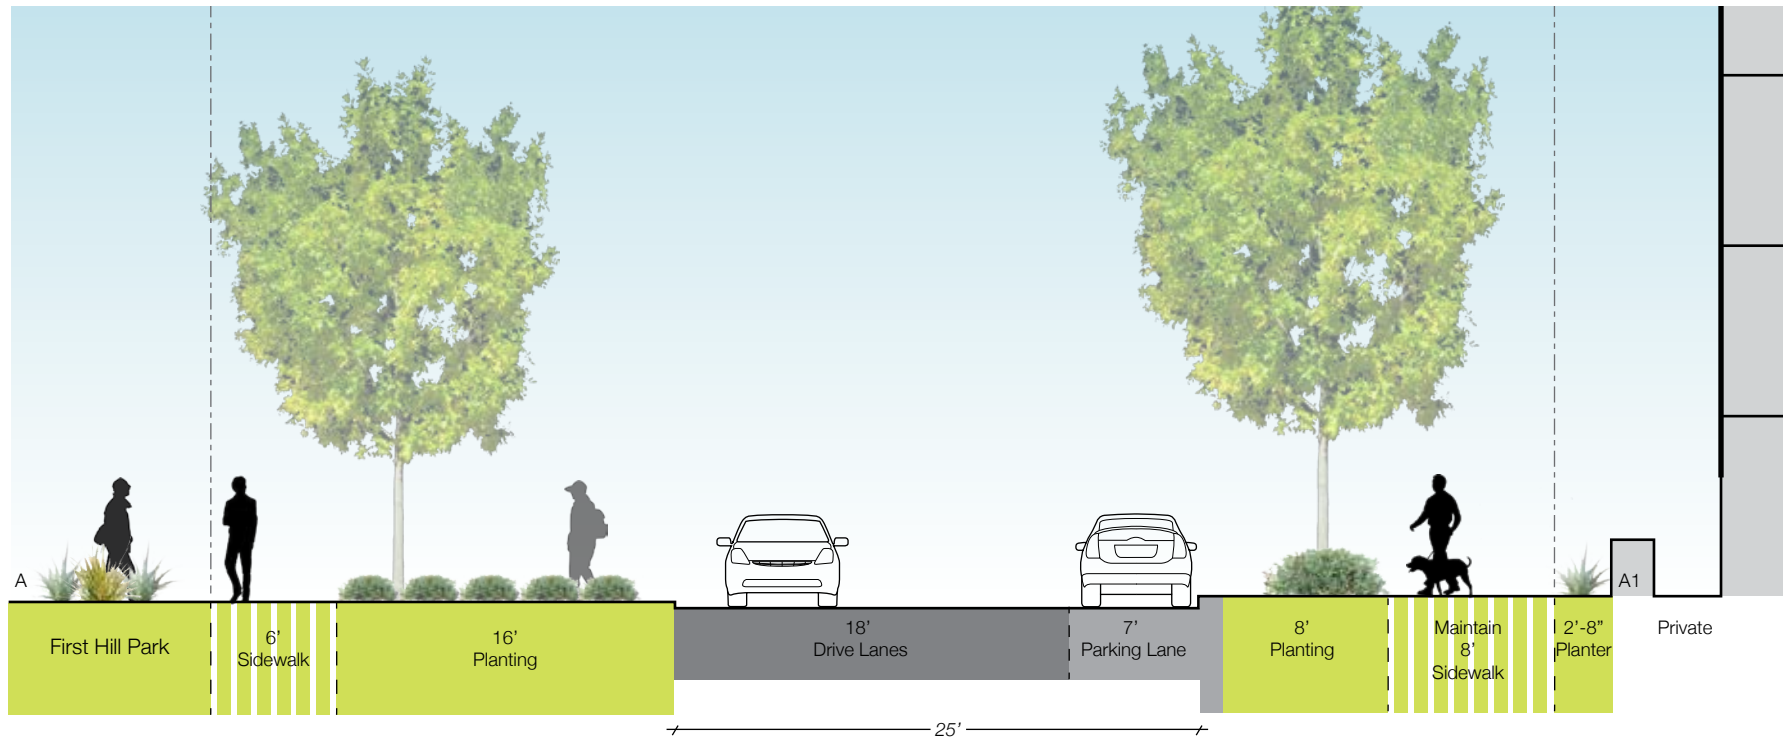 A
A1
First Hill Park
6’
Sidewalk
16’
Planting
18’
Drive Lanes
7’
Parking Lane
8’
Planting
Maintain
8’
Sidewalk
2’-8”
Planter
Private
25’